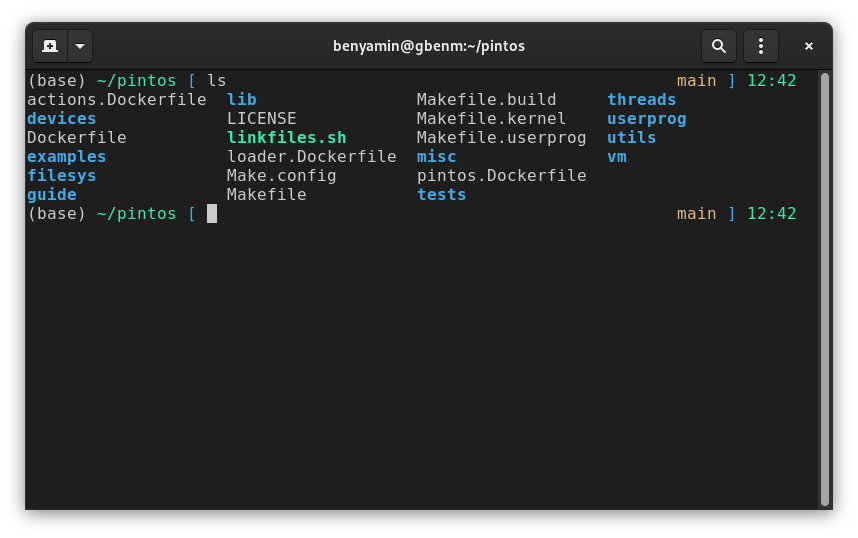 benyamin@gbenm:~/pintos
(base) ~/pintos [ ls main ] 12:42
actions.Dockerfile lib Makefile.build threads
devices LICENSE Makefile.kernel userprog
Dockerfile linkfiles.sh Makefile.userprog utils
examples loader.Dockerfile misc vm
filesys Make.config pintos.Dockerfile
guide Makefile tests
(base) ~/pintos [ main ] 12:42